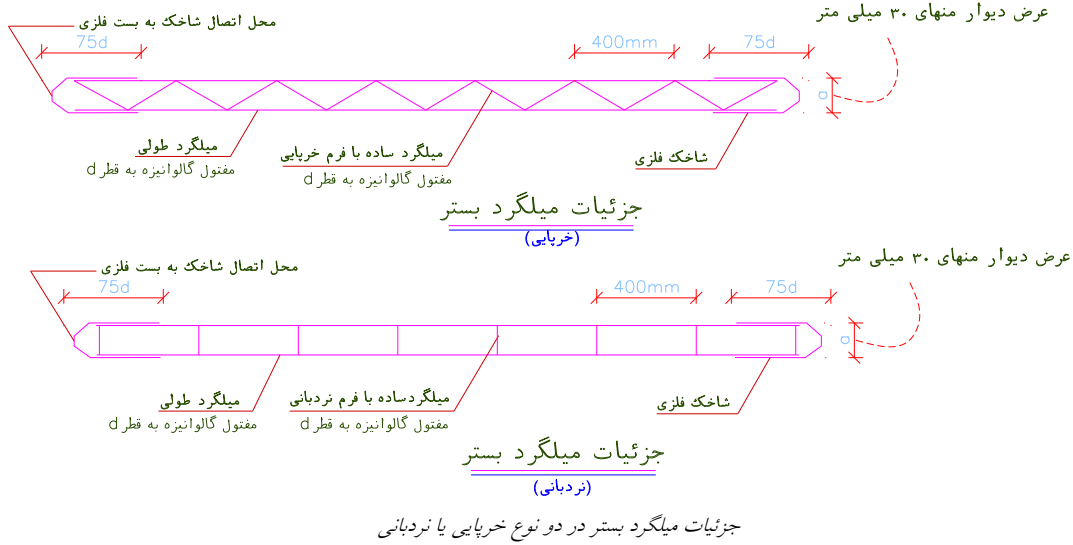 عرض دیوار منهای ۳۰ میلی متر
محل اتصال شاخک به بست فلزی
75d
400mm
75d
a
میلگرد طولی
مفتول گالوانیزه به قطر d
میلگرد ساده با فرم خرپایی
مفتول گالوانیزه به قطر d
شاخک فلزی
جزئیات میلگرد بستر
(خرپایی)
عرض دیوار منهای ۳۰ میلی متر
محل اتصال شاخک به بست فلزی
75d
400mm
75d
a
میلگرد طولی
مفتول گالوانیزه به قطر d
میلگردساده با فرم نردبانی
مفتول گالوانیزه به قطر d
شاخک فلزی
جزئیات میلگرد بستر
(نردبانی)
جزئیات میلگرد بستر در دو نوع خرپایی یا نردبانی